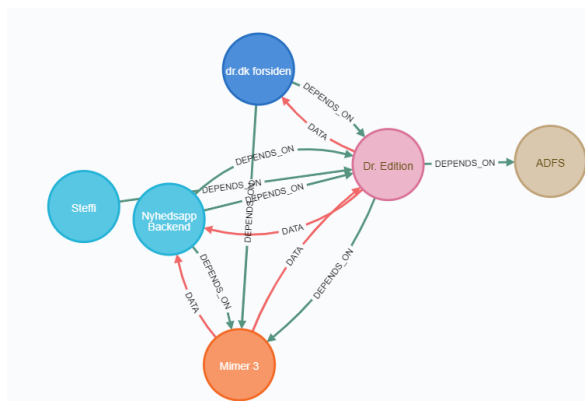 dr.dk forsiden
DEPENDS_ON
DATA
DEPENDS_ON
Dr. Edition
DEPENDS_ON
ADFS
DEPENDS_ON
DEPENDS_ON
Steffi
Nyhedsapp
Backend
DEPENDS_ON
DATA
DATA
DEPENDS_ON
DEPENDS_ON
DATA
Mimer 3